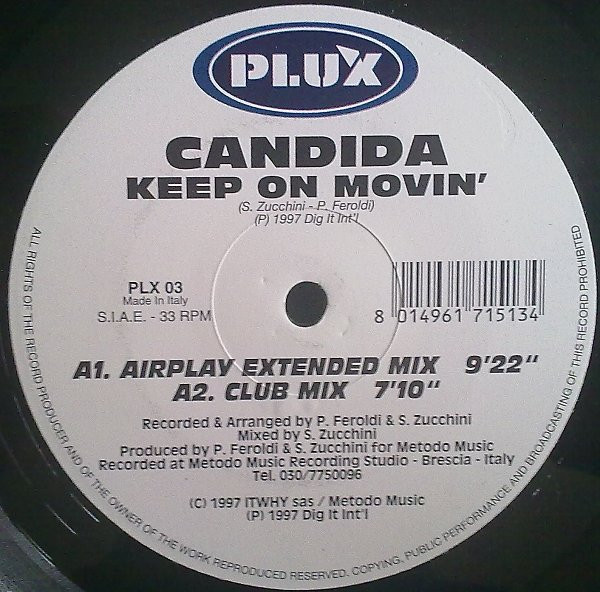 PLUX
CANDIDA
KEEP ON MOVIN'
(S. Zucchini - P. Feroldi)
(P) 1997 Dig It Int'l
PLX 03
Made In Italy
S.I.A.E. - 33 RPM
8 014961 715134
A1. AIRPLAY EXTENDED MIX 9'22"
A2. CLUB MIX 7'10"
Recorded & Arranged by P. Feroldi & S. Zucchini
Mixed by S. Zucchini
Produced by P. Feroldi & S. Zucchini for Metodo Music
Recorded at Metodo Music Recording Studio - Brescia - Italy
Tel. 030/7750096
(C) 1997 ITWHY sas / Metodo Music
(P) 1997 Dig It Int'l
ALL RIGHTS OF THE RECORD PRODUCER AND OF THE OWNER OF THE WORK REPRODUCED RESERVED. COPYING, PUBLIC PERFORMANCE AND BROADCASTING OF THIS RECORD PROHIBITED